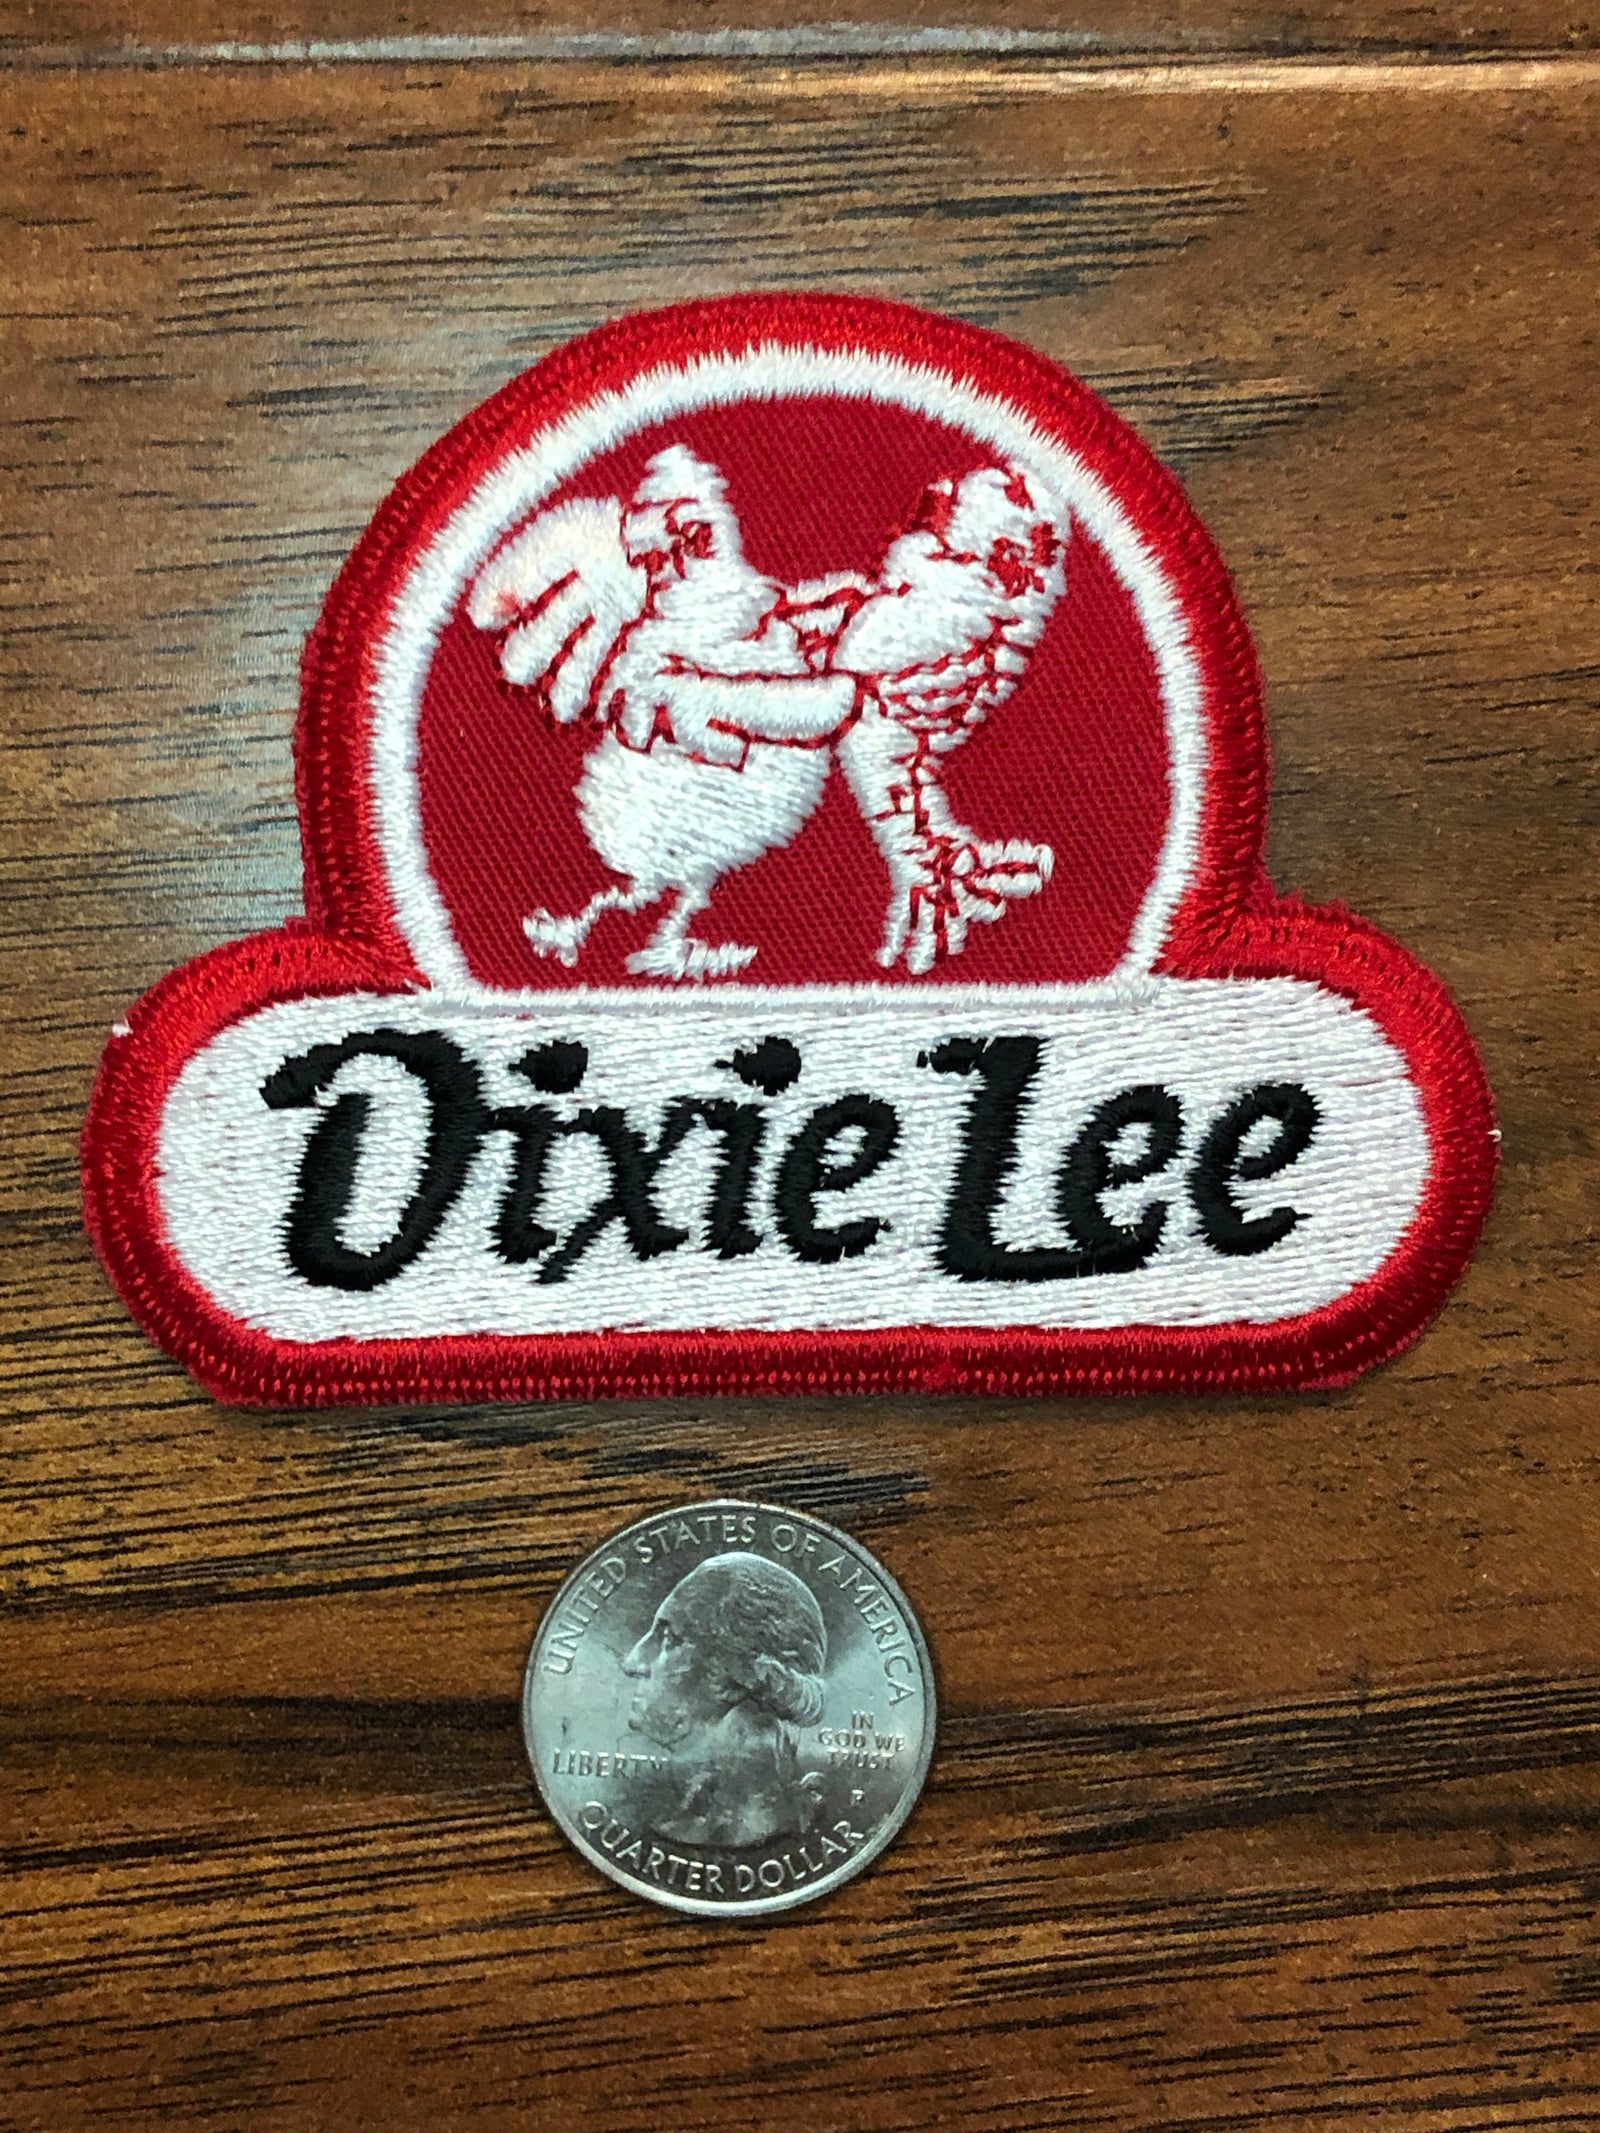 Dixie Lee
UNITED STATES OF AMERICA
LIBERTY
IN
GOD WE
TRUST
P
QUARTER DOLLAR